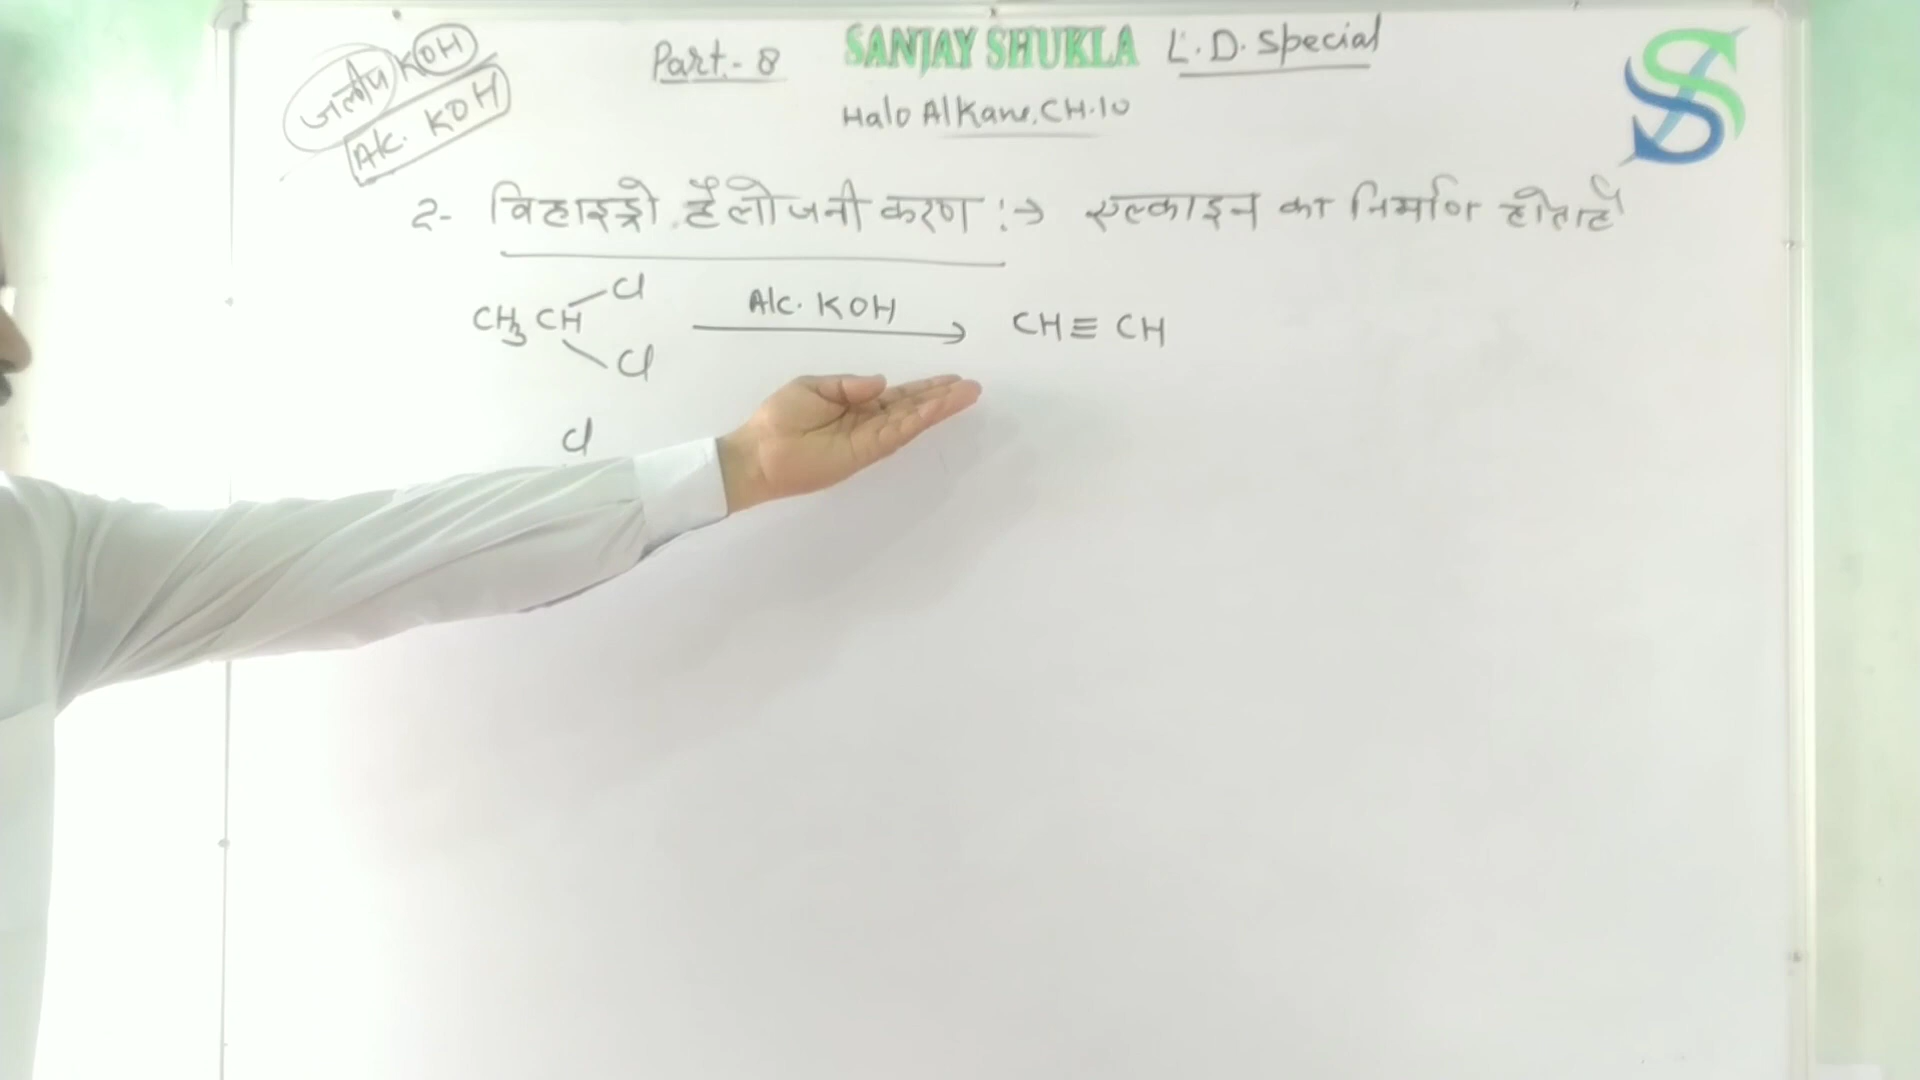 जलीय KOH
Alc. KOH
Part-8 SANJAY SHUKLA L.D. Special
Halo Alkane, CH.10
2- विहाइड्रो हैलोजनी करण :→ एल्काइन का निर्माण होता है
CH3 CH Cl Cl Alc. KOH CH≡CH
Cl